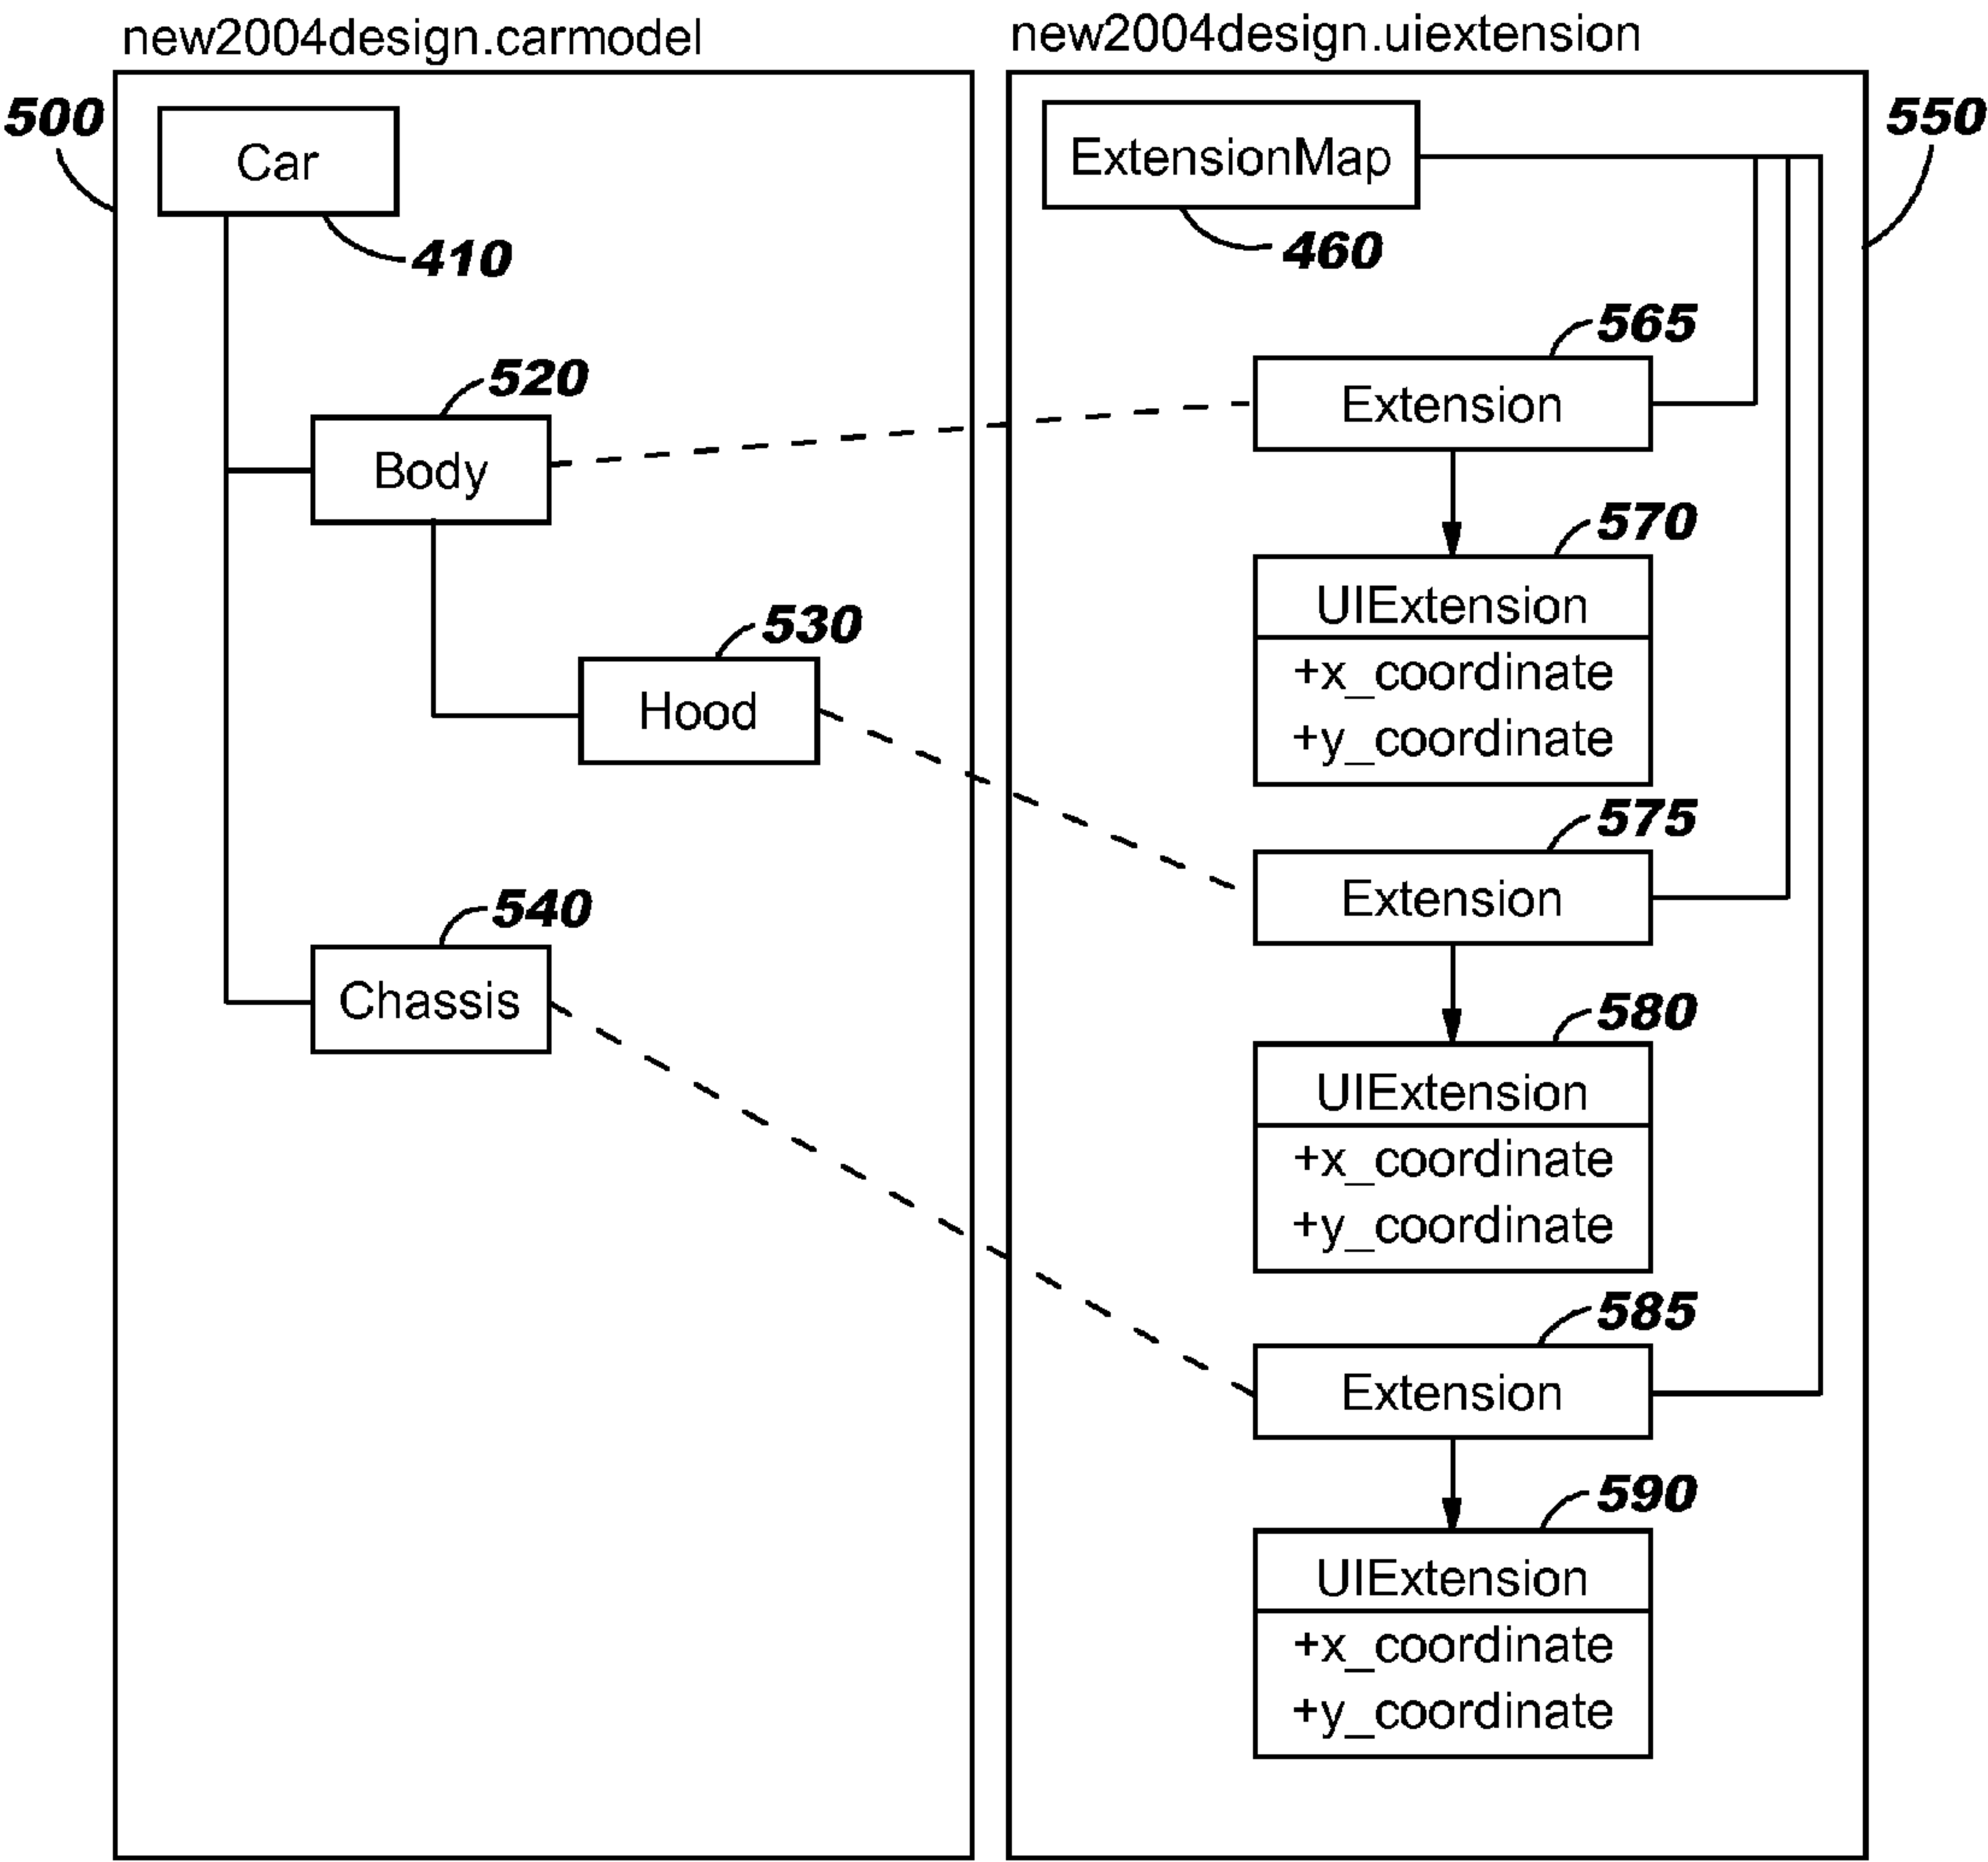 new2004design.carmodel
500
Car
410
520
Body
530
Hood
540
Chassis
new2004design.uiextension
550
ExtensionMap
460
565
Extension
570
UIExtension
+x_coordinate
+y_coordinate
575
Extension
580
UIExtension
+x_coordinate
+y_coordinate
585
Extension
590
UIExtension
+x_coordinate
+y_coordinate